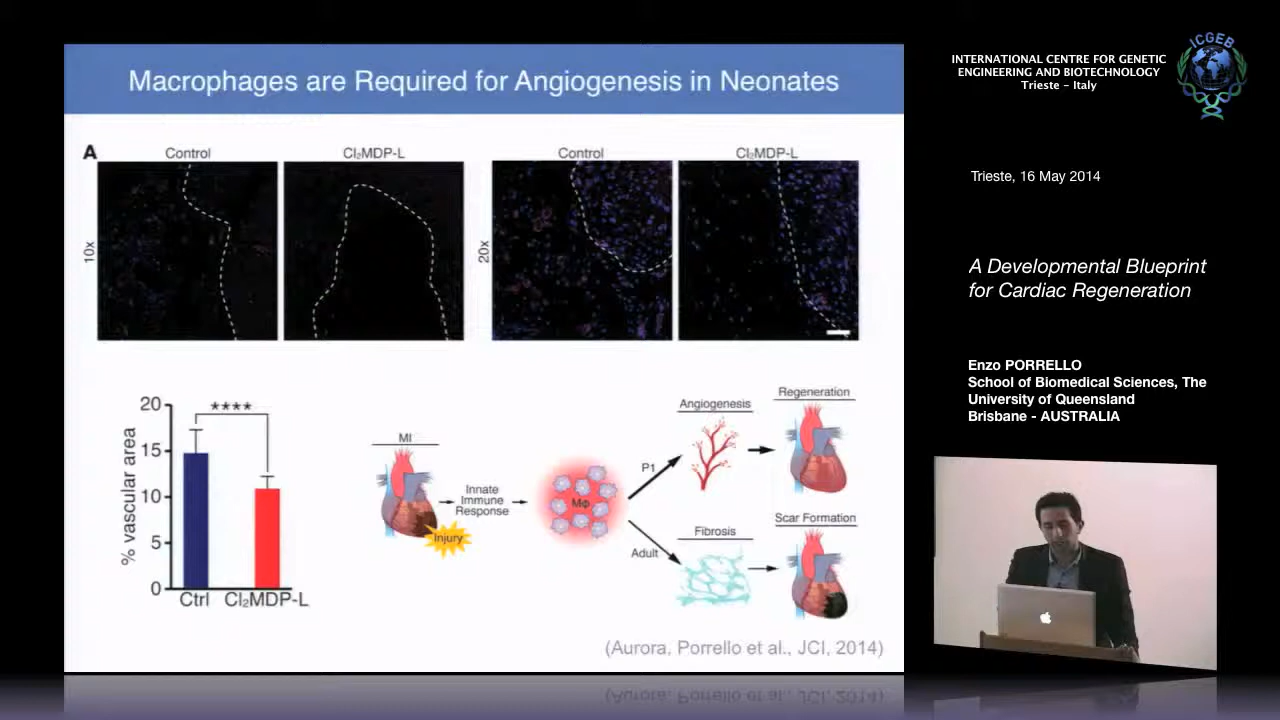 Macrophages are Required for Angiogenesis in Neonates
A
Control
Cl₂MDP-L
Control
Cl₂MDP-L
10x
20x
20
15
10
5
0
% vascular area
****
Ctrl
Cl₂MDP-L
MI
Injury
Innate
Immune
Response
MΦ
P1
Adult
Angiogenesis
Regeneration
Fibrosis
Scar Formation
(Aurora, Porrello et al., JCI, 2014)
INTERNATIONAL CENTRE FOR GENETIC
ENGINEERING AND BIOTECHNOLOGY
Trieste - Italy
ICGEB
Trieste, 16 May 2014
A Developmental Blueprint
for Cardiac Regeneration
Enzo PORRELLO
School of Biomedical Sciences, The
University of Queensland
Brisbane - AUSTRALIA